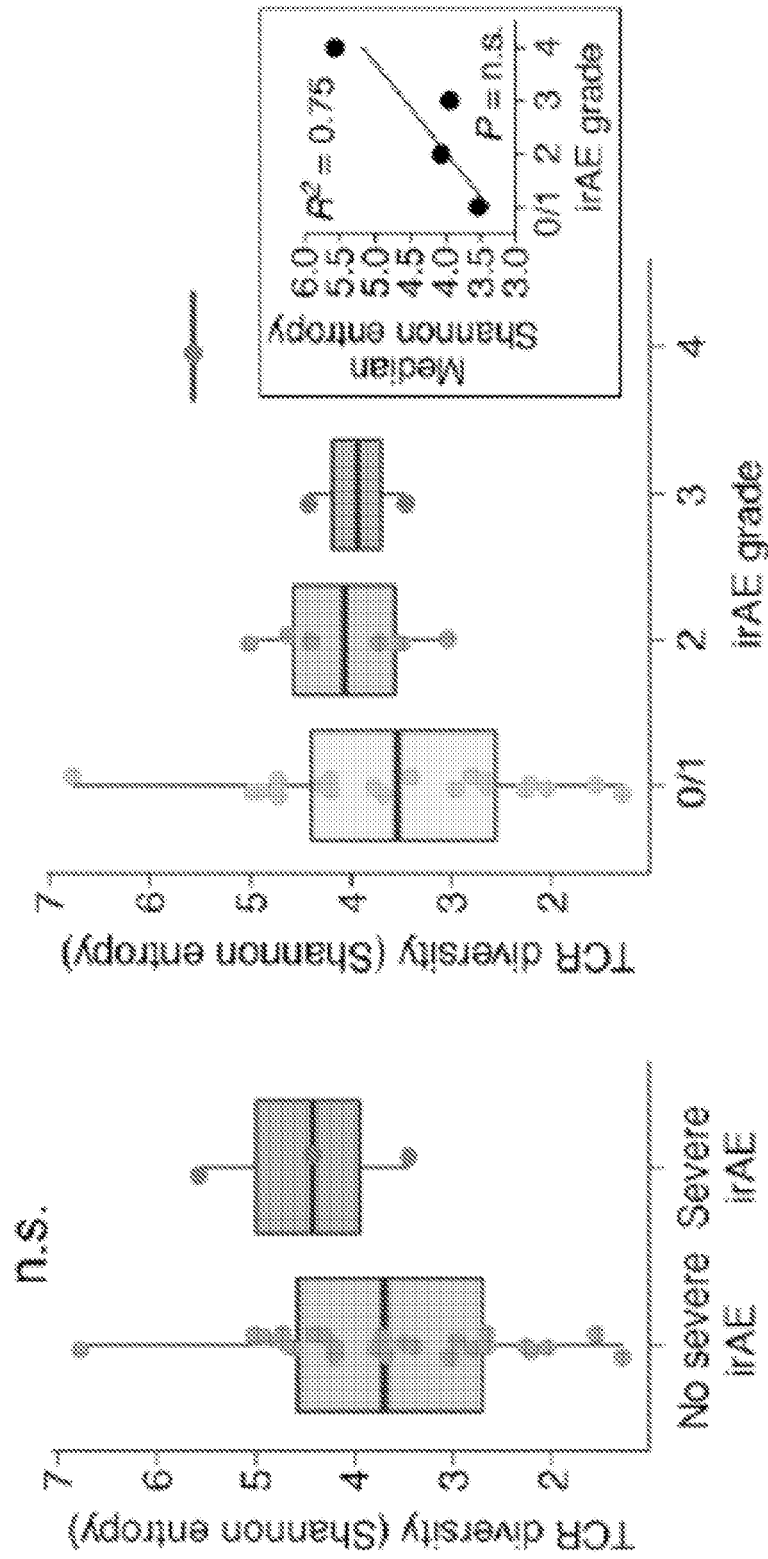 n.s.
TCR diversity (Shannon entropy)
7
6
5
4
3
2
No severe
irAE
Severe
irAE
TCR diversity (Shannon entropy)
7
6
5
4
3
2
0/1
2
3
4
irAE grade
Median
Shannon entropy
6.0
5.5
5.0
4.5
4.0
3.5
3.0
R² = 0.75
P = n.s.
0/1
2
3
4
irAE grade